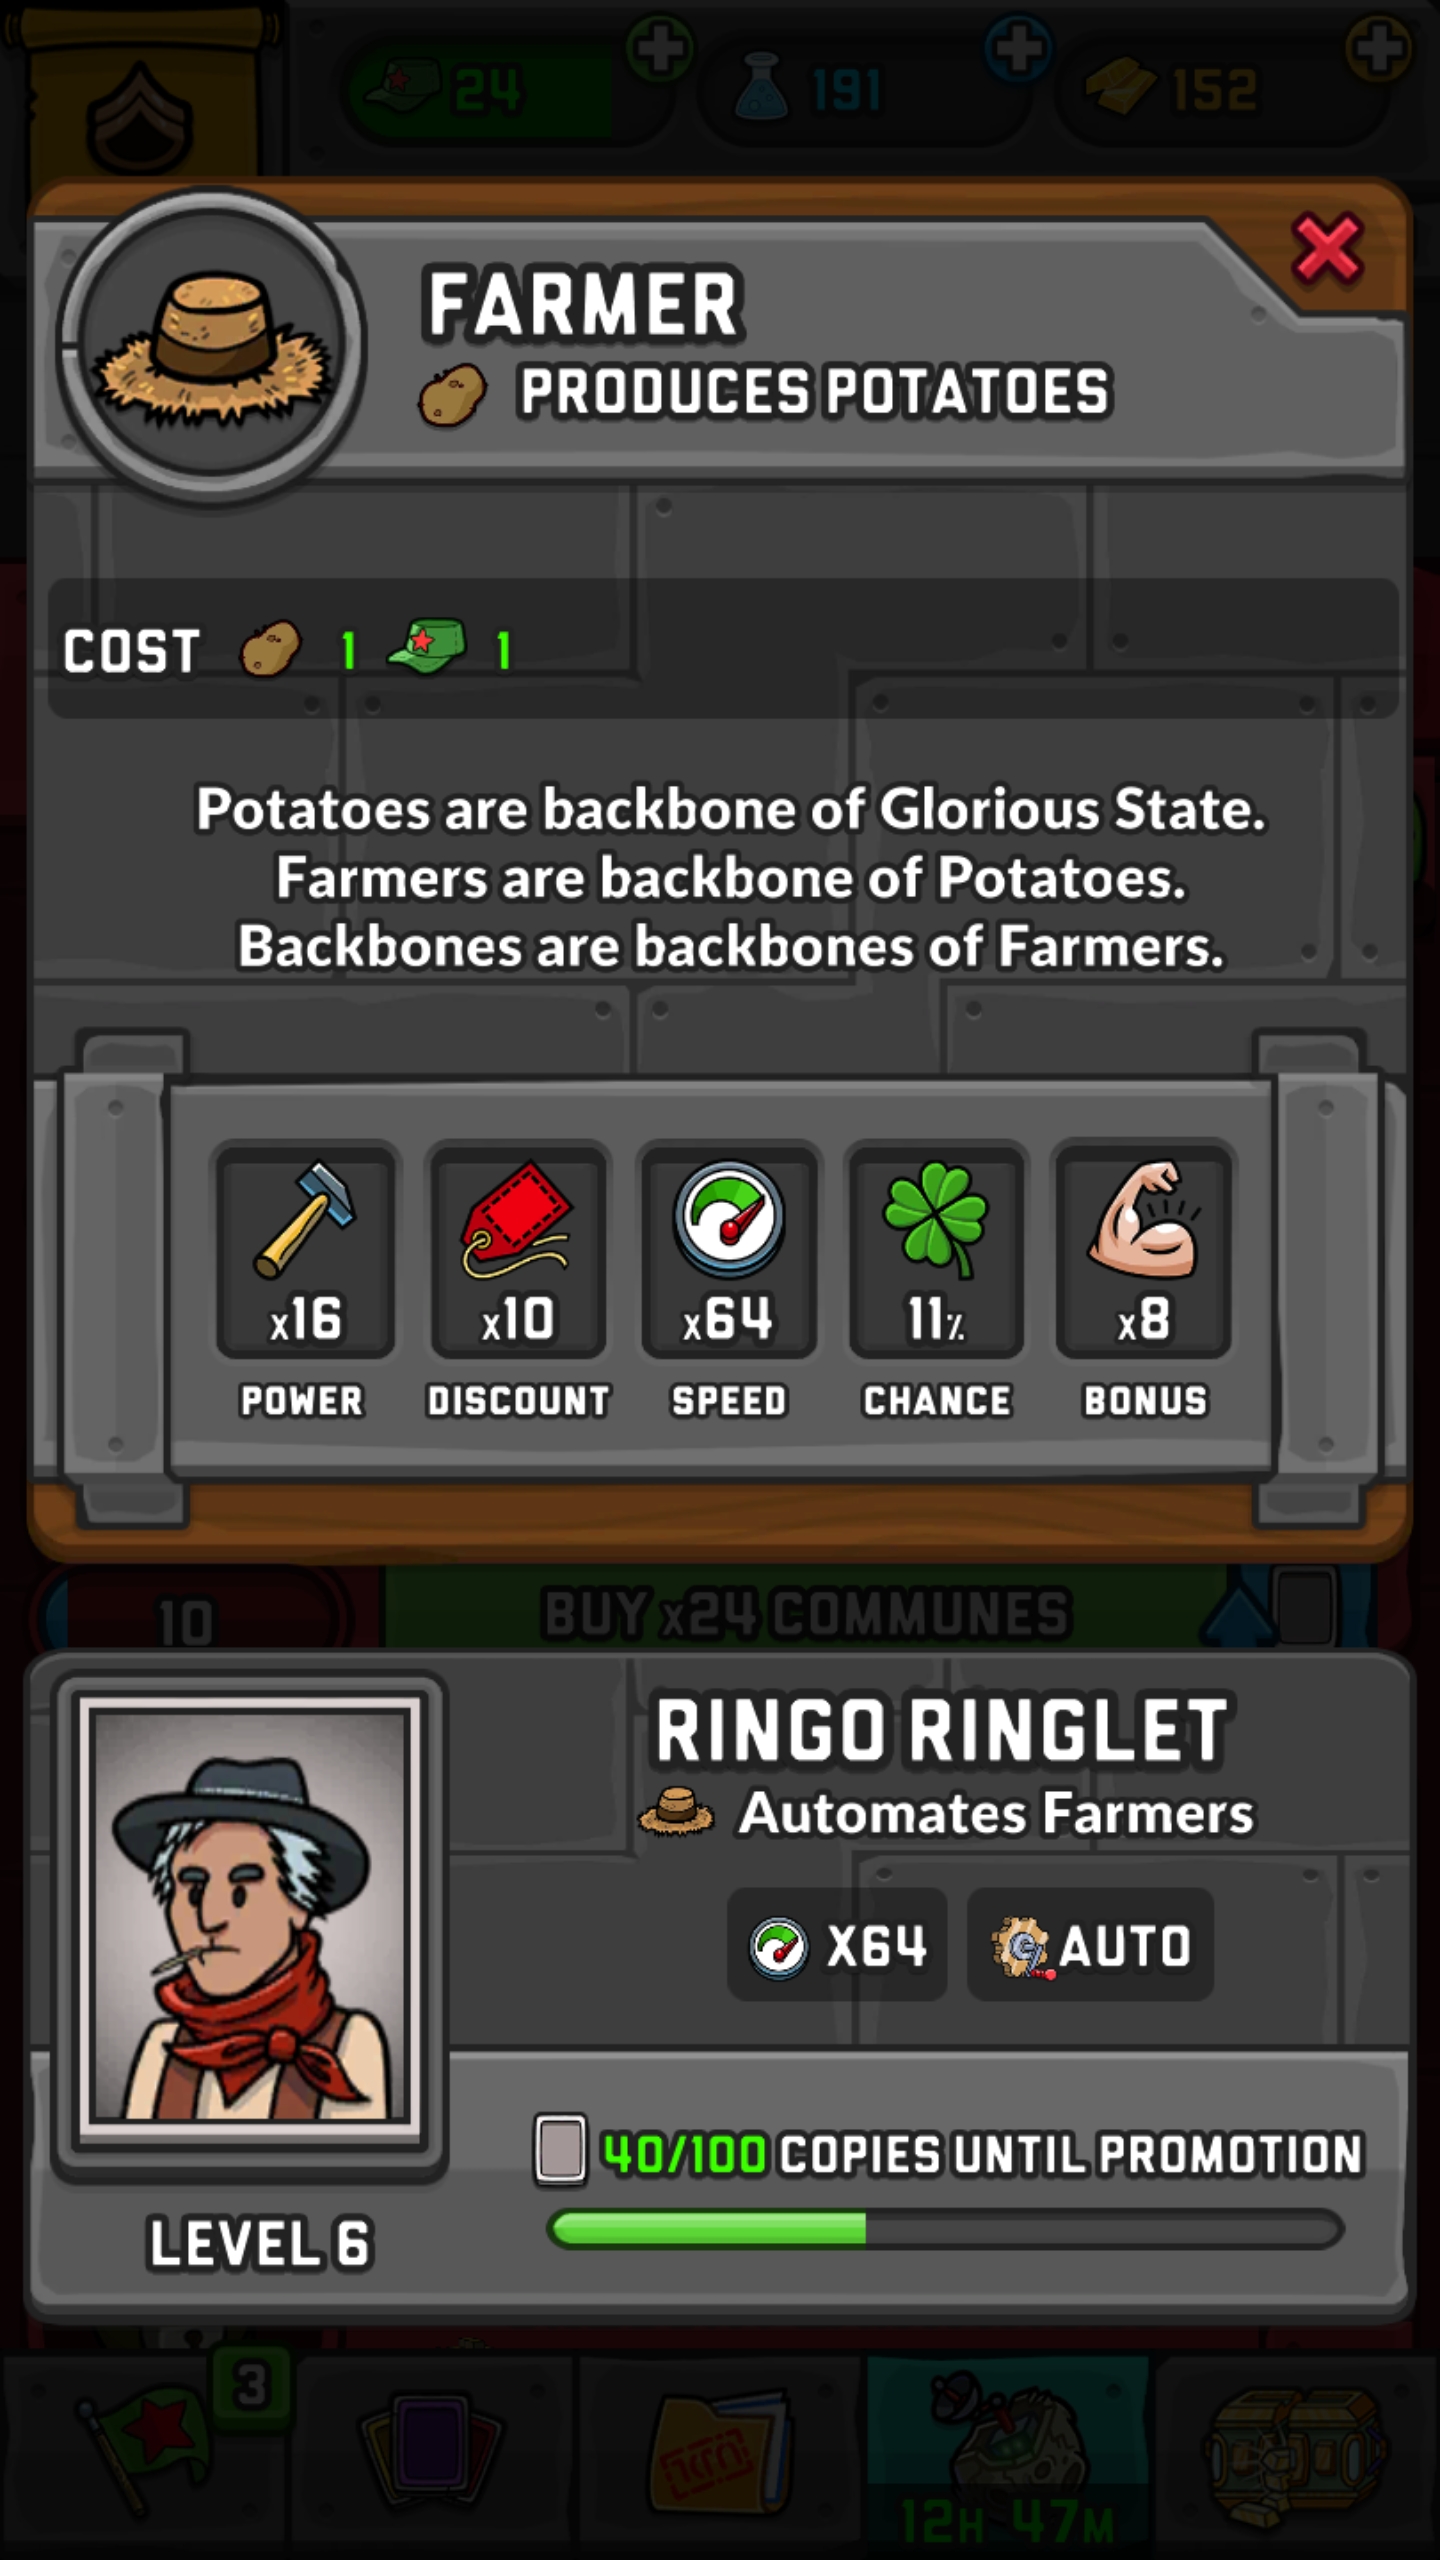 24 191 152
FARMER
PRODUCES POTATOES
COST 1 1
Potatoes are backbone of Glorious State.
Farmers are backbone of Potatoes.
Backbones are backbones of Farmers.
x16 x10 x64 11% x8
POWER DISCOUNT SPEED CHANCE BONUS
10 BUY x24 COMMUNES
RINGO RINGLET
Automates Farmers
X64 AUTO
40/100 COPIES UNTIL PROMOTION
LEVEL 6
3
12H 47M